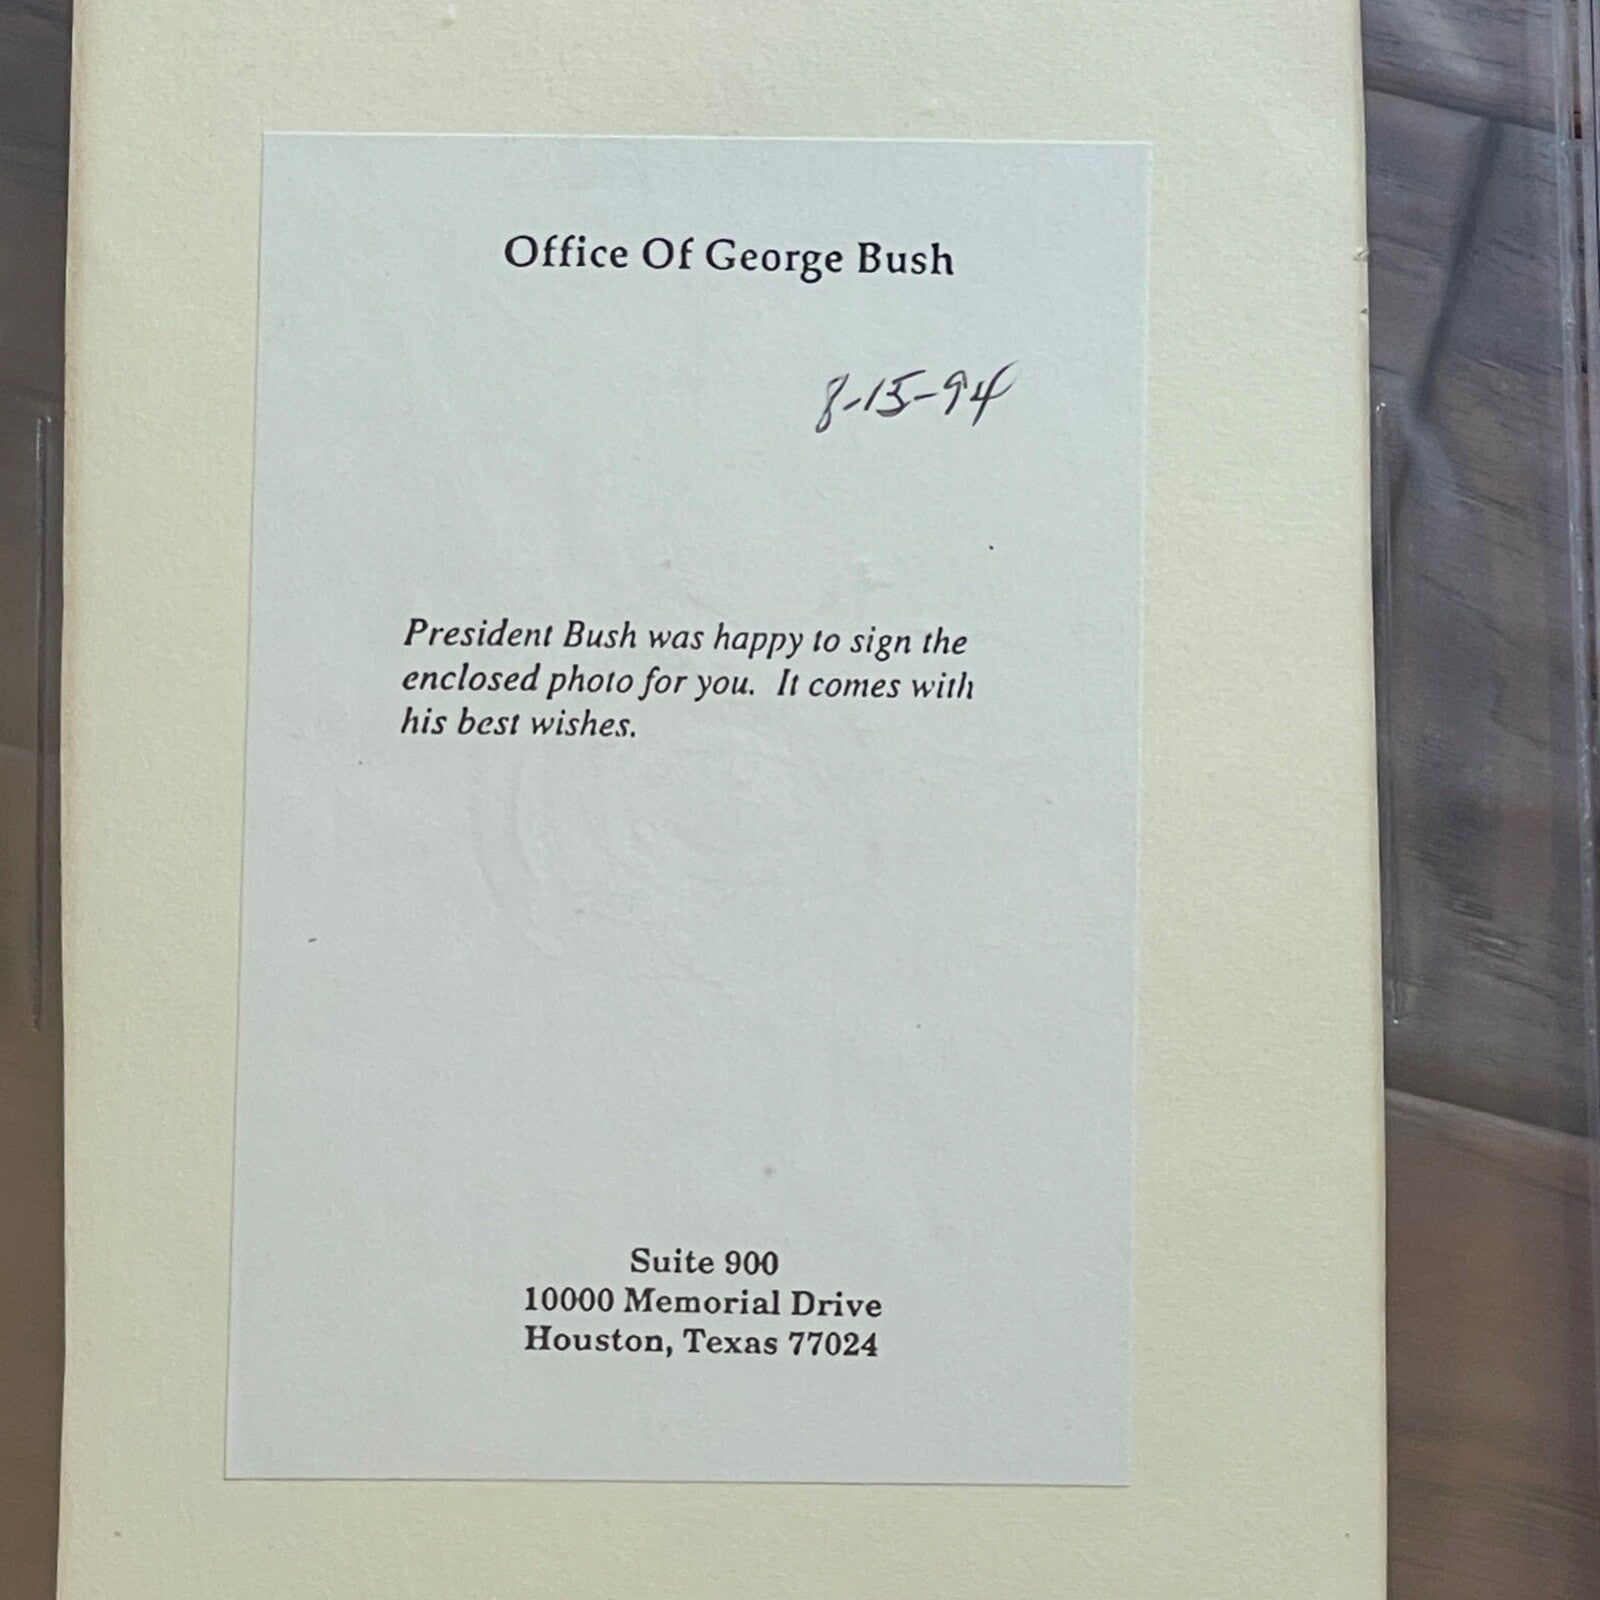 Office Of George Bush
8-15-94
President Bush was happy to sign the
enclosed photo for you.  It comes with
his best wishes.
Suite 900
10000 Memorial Drive
Houston, Texas 77024